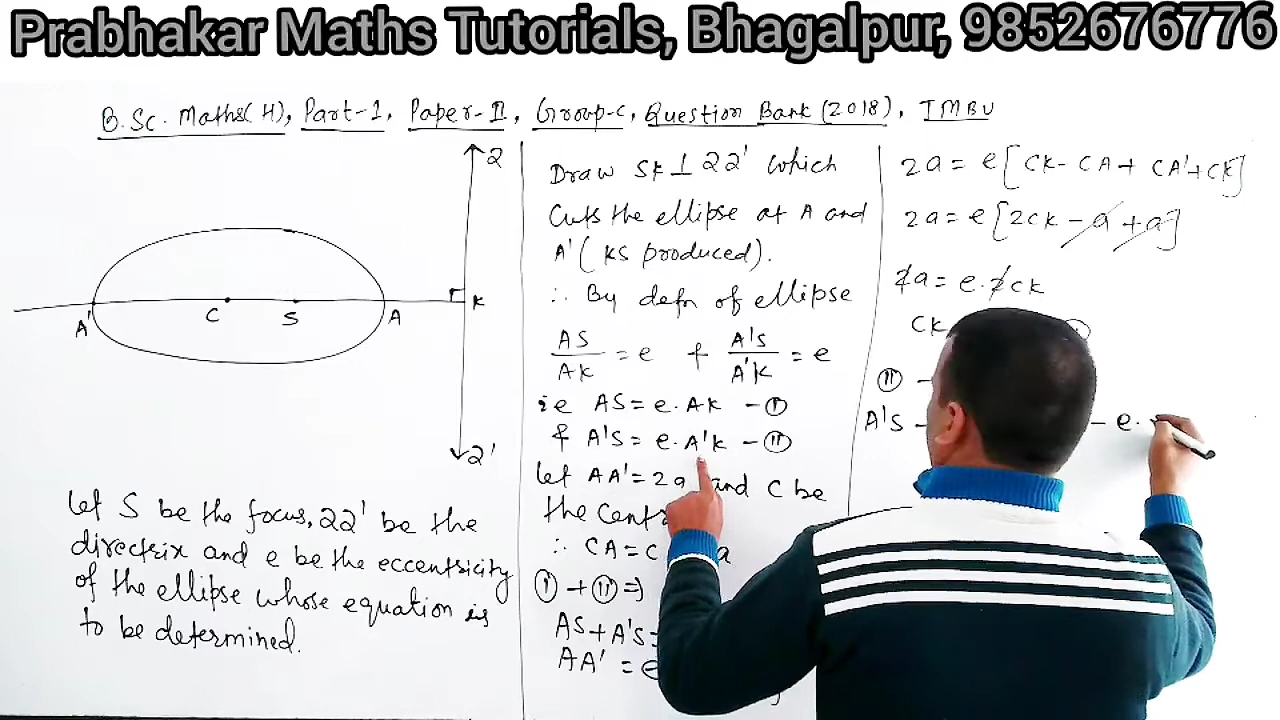 Prabhakar Maths Tutorials, Bhagalpur, 9852676776
B.Sc. Maths(H), Part-1, Paper-II, Group-C, Question Bank (2018), TMBU
Z
K
A'
C
S
A
Z'
Let S be the focus, ZZ' be the
directrix and e be the eccentricity
of the ellipse whose equation is
to be determined.
Draw SK⊥ZZ' which
Cuts the ellipse at A and
A' (KS produced).
∴ By defn of ellipse
AS/AK = e & A'S/A'K = e
ie AS = e.AK - (I)
& A'S = e.A'K - (II)
Let AA' = 2a and C be
the Centr
∴ CA = C a
(I) + (II) ⇒
AS + A'S =
AA' = e
2a = e[CK - CA + CA' + CK]
2a = e[2CK - a + a]
2a = e.2CK
CK
(II) -
A'S - - e.